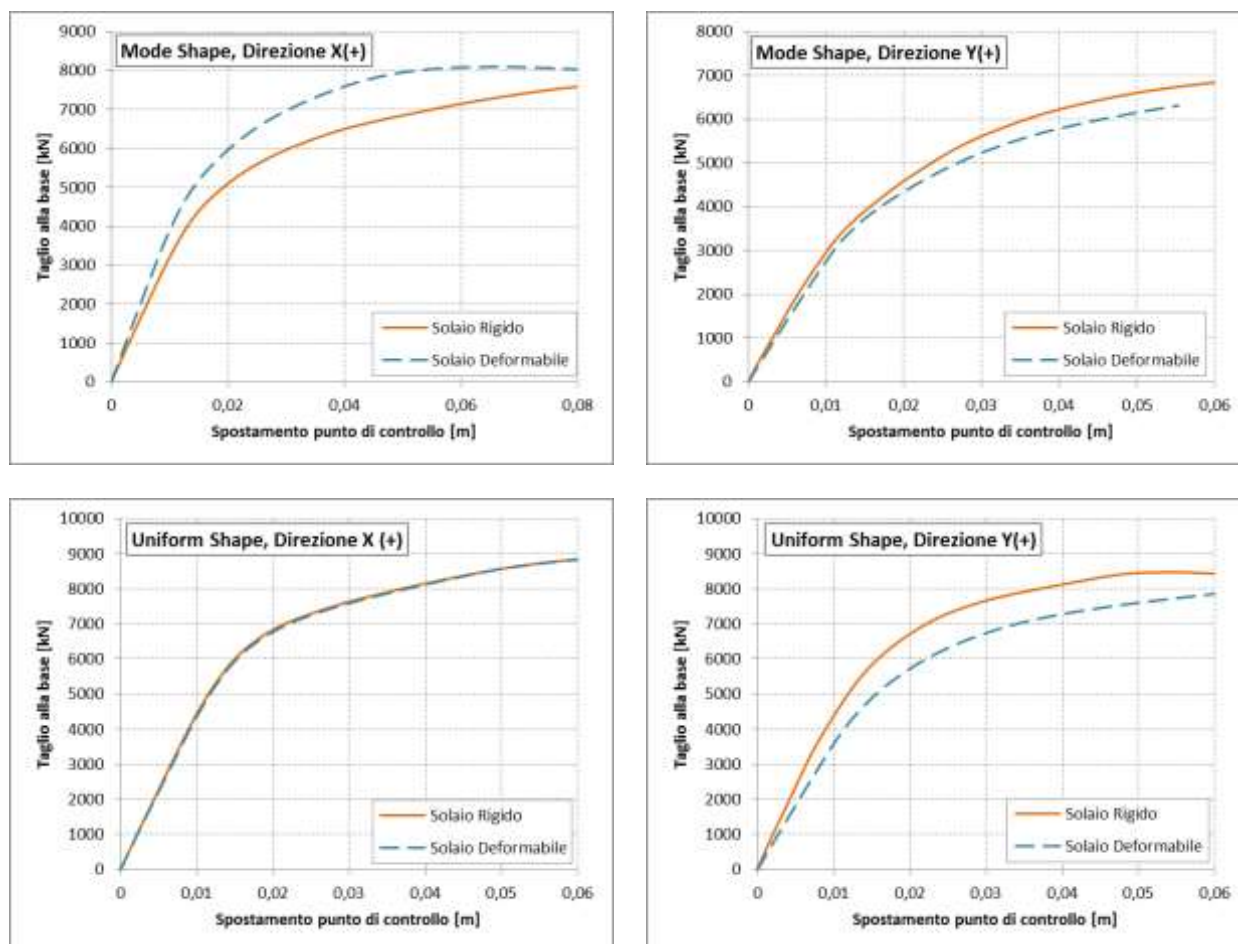 Mode Shape, Direzione X(+)
Taglio alla base [kN]
9000
8000
7000
6000
5000
4000
3000
2000
1000
0
Solaio Rigido
Solaio Deformabile
0 0,02 0,04 0,06 0,08
Spostamento punto di controllo [m]
Mode Shape, Direzione Y(+)
Taglio alla base [kN]
8000
7000
6000
5000
4000
3000
2000
1000
0
Solaio Rigido
Solaio Deformabile
0 0,01 0,02 0,03 0,04 0,05 0,06
Spostamento punto di controllo [m]
Uniform Shape, Direzione X (+)
Taglio alla base [kN]
10000
9000
8000
7000
6000
5000
4000
3000
2000
1000
0
Solaio Rigido
Solaio Deformabile
0 0,01 0,02 0,03 0,04 0,05 0,06
Spostamento punto di controllo [m]
Uniform Shape, Direzione Y(+)
Taglio alla base [kN]
10000
9000
8000
7000
6000
5000
4000
3000
2000
1000
0
Solaio Rigido
Solaio Deformabile
0 0,01 0,02 0,03 0,04 0,05 0,06
Spostamento punto di controllo [m]